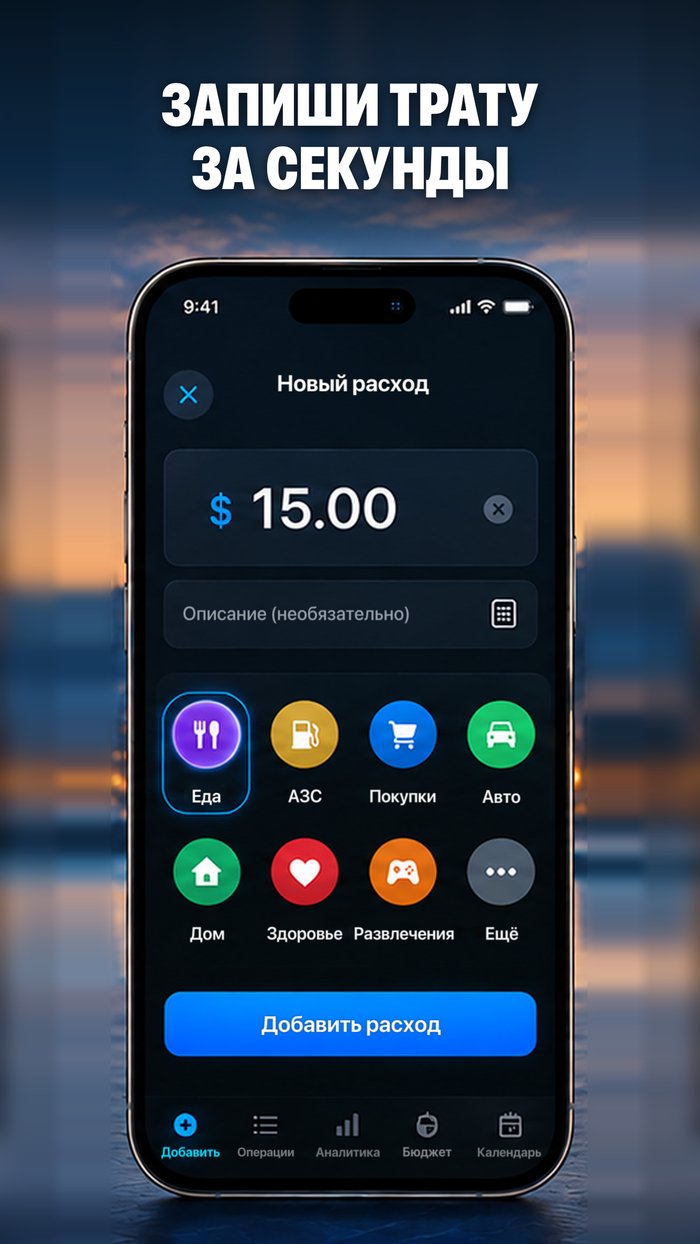 ЗАПИШИ ТРАТУ
ЗА СЕКУНДЫ
9:41
Новый расход
$ 15.00
Описание (необязательно)
Еда АЗС Покупки Авто
Дом Здоровье Развлечения Ещё
Добавить расход
Добавить Операции Аналитика Бюджет Календарь